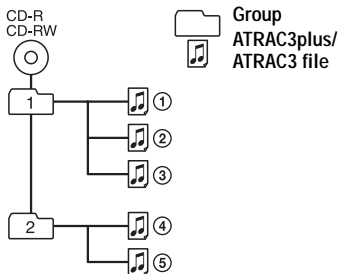 CD-R
CD-RW
Group
ATRAC3plus/
ATRAC3 file
1
①
②
③
2
④
⑤